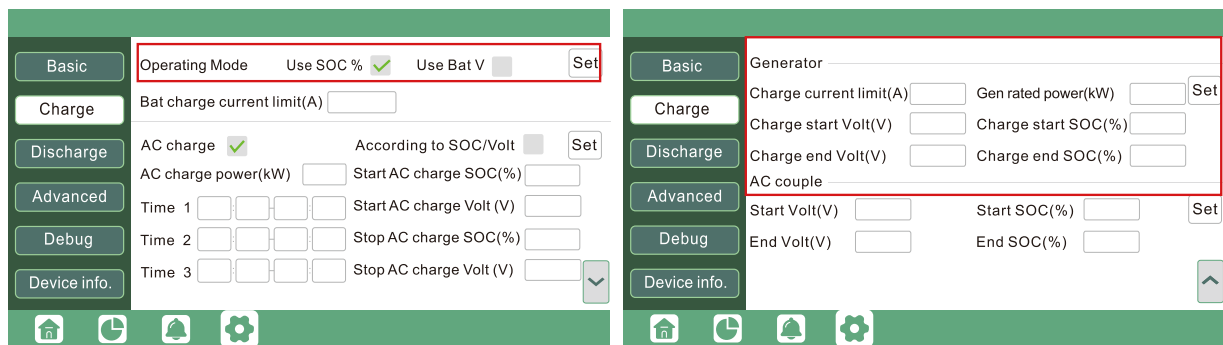 Basic
Charge
Discharge
Advanced
Debug
Device info.
Operating Mode Use SOC % Use Bat V Set
Bat charge current limit(A)
AC charge According to SOC/Volt Set
AC charge power(kW) Start AC charge SOC(%)
Time 1 : - : Start AC charge Volt (V)
Time 2 : - : Stop AC charge SOC(%)
Time 3 : - : Stop AC charge Volt (V)
Basic
Charge
Discharge
Advanced
Debug
Device info.
Generator
Charge current limit(A) Gen rated power(kW) Set
Charge start Volt(V) Charge start SOC(%)
Charge end Volt(V) Charge end SOC(%)
AC couple
Start Volt(V) Start SOC(%) Set
End Volt(V) End SOC(%)